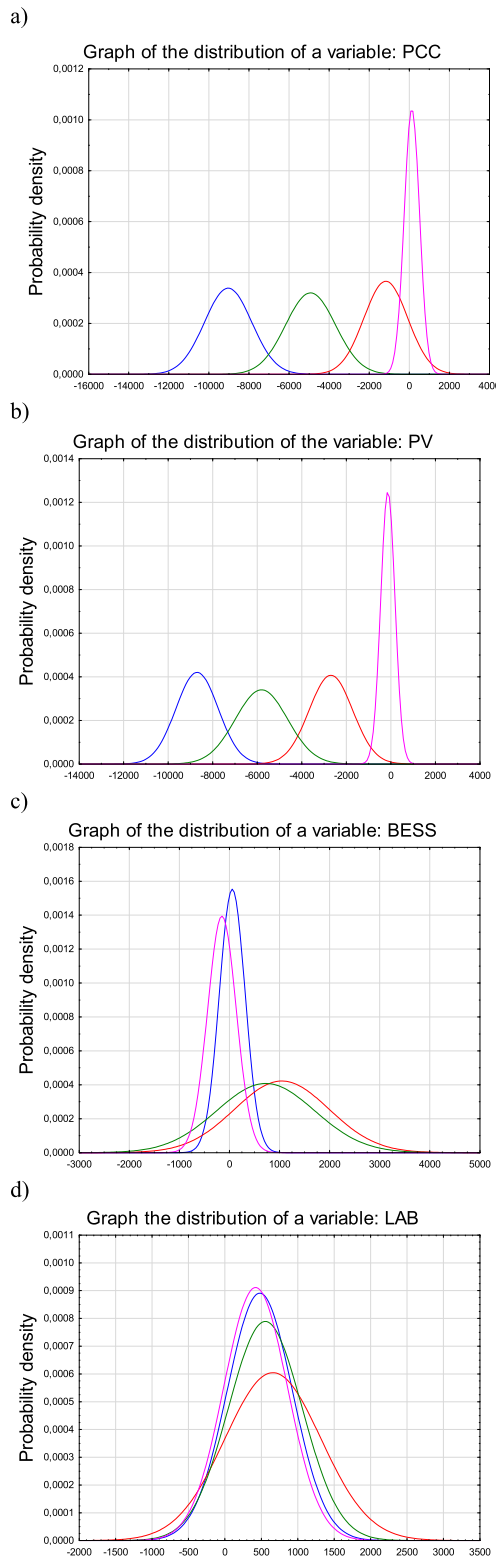 a)
Graph of the distribution of a variable: PCC
0,0012
0,0010
0,0008
0,0006
0,0004
0,0002
0,0000
Probability density
-16000 -14000 -12000 -10000 -8000 -6000 -4000 -2000 0 2000 4000
b)
Graph of the distribution of the variable: PV
0,0014
0,0012
0,0010
0,0008
0,0006
0,0004
0,0002
0,0000
Probability density
-14000 -12000 -10000 -8000 -6000 -4000 -2000 0 2000 4000
c)
Graph of the distribution of a variable: BESS
0,0018
0,0016
0,0014
0,0012
0,0010
0,0008
0,0006
0,0004
0,0002
0,0000
Probability density
-3000 -2000 -1000 0 1000 2000 3000 4000 5000
d)
Graph the distribution of a variable: LAB
0,0011
0,0010
0,0009
0,0008
0,0007
0,0006
0,0005
0,0004
0,0003
0,0002
0,0001
0,0000
Probability density
-2000 -1500 -1000 -500 0 500 1000 1500 2000 2500 3000 3500